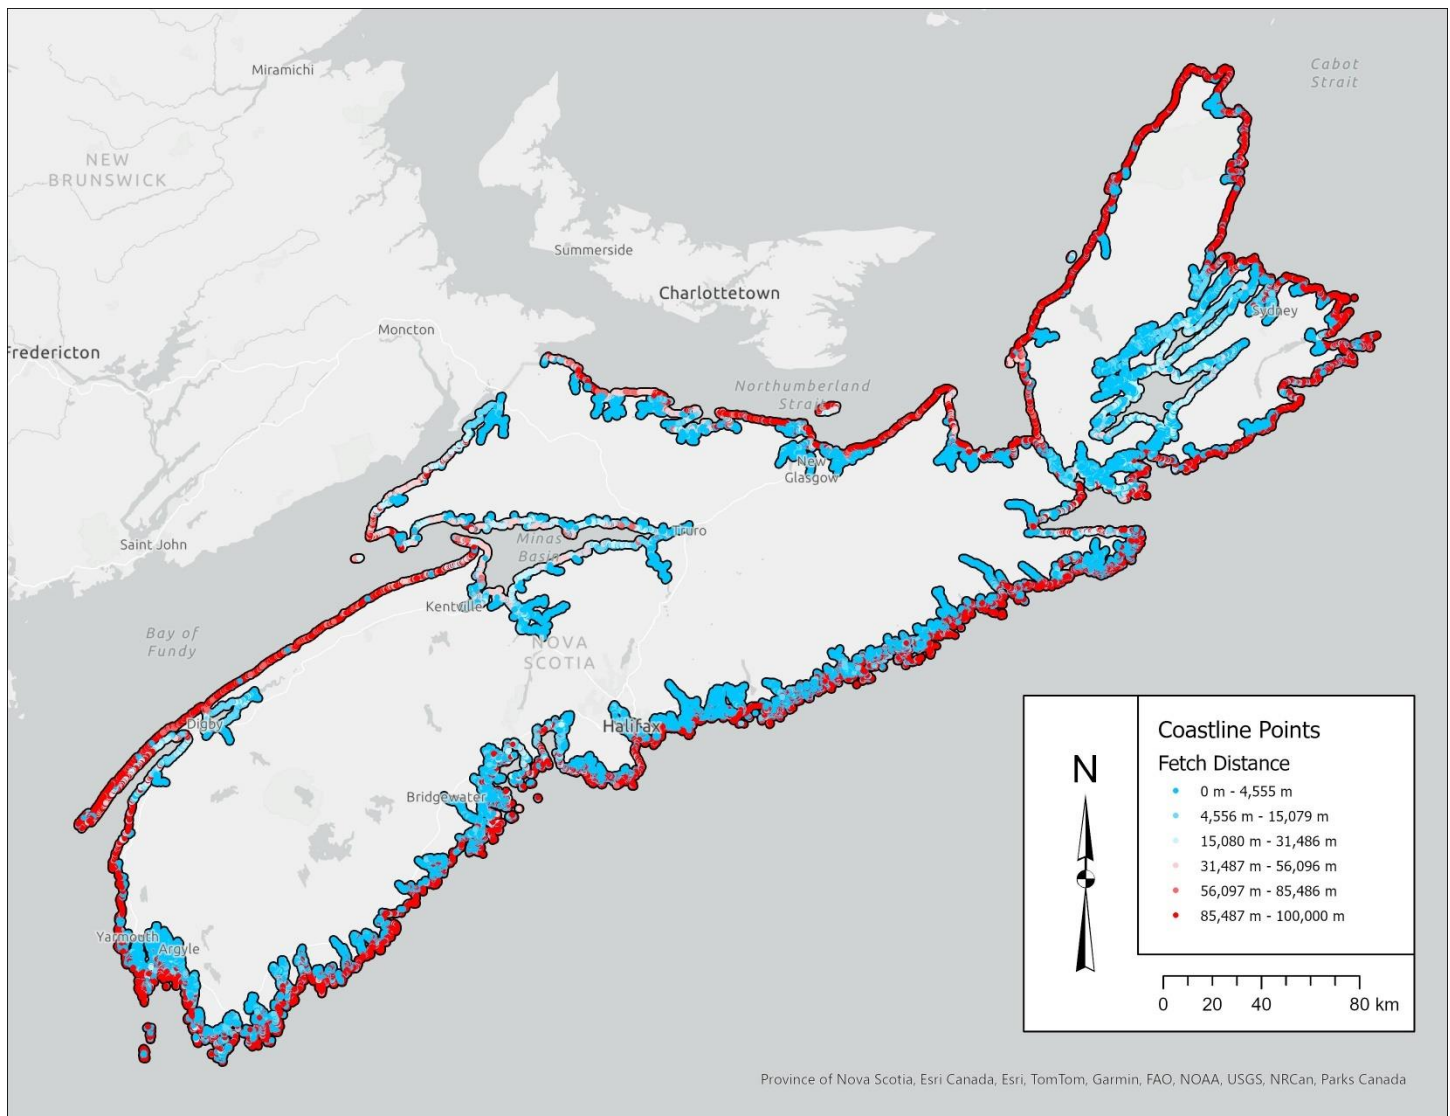 Miramichi
Cabot
Strait
NEW
BRUNSWICK
Summerside
Charlottetown
Sydney
Moncton
Fredericton
Northumberland
Strait
New
Glasgow
Truro
Saint John
Minas
Basin
Kentville
Bay of
Fundy
NOVA
SCOTIA
Digby
Halifax
Bridgewater
Yarmouth
Argyle
N
Coastline Points
Fetch Distance
0 m - 4,555 m
4,556 m - 15,079 m
15,080 m - 31,486 m
31,487 m - 56,096 m
56,097 m - 85,486 m
85,487 m - 100,000 m
0 20 40 80 km
Province of Nova Scotia, Esri Canada, Esri, TomTom, Garmin, FAO, NOAA, USGS, NRCan, Parks Canada